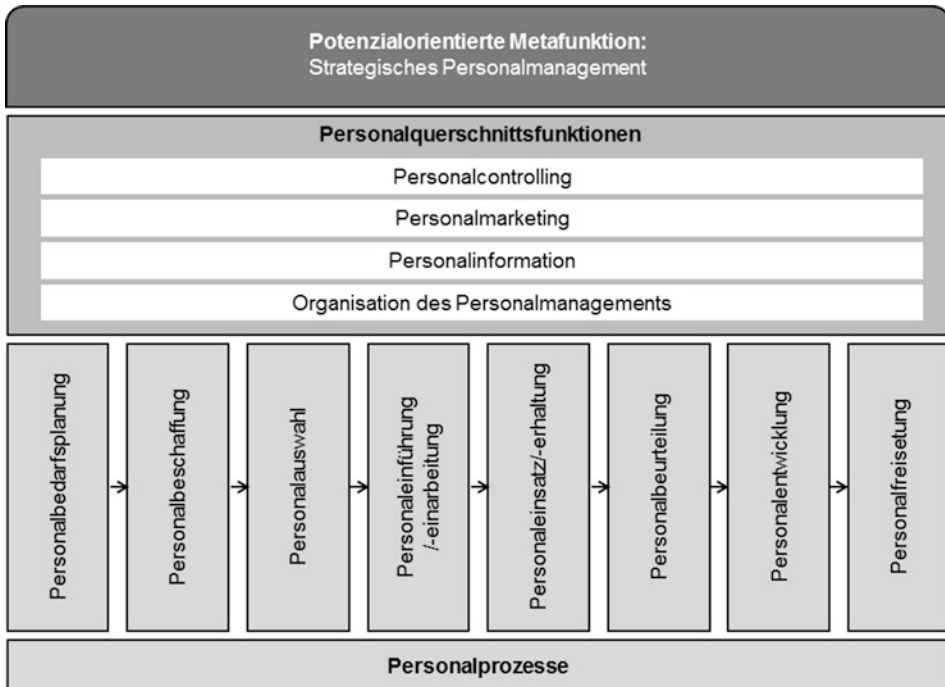 Potenzialorientierte Metafunktion:
Strategisches Personalmanagement
Personalquerschnittsfunktionen
Personalcontrolling
Personalmarketing
Personalinformation
Organisation des Personalmanagements
Personalbedarfsplanung
Personalbeschaffung
Personalauswahl
Personaleinführung
/-einarbeitung
Personaleinsatz/-erhaltung
Personalbeurteilung
Personalentwicklung
Personalfreisetung
Personalprozesse